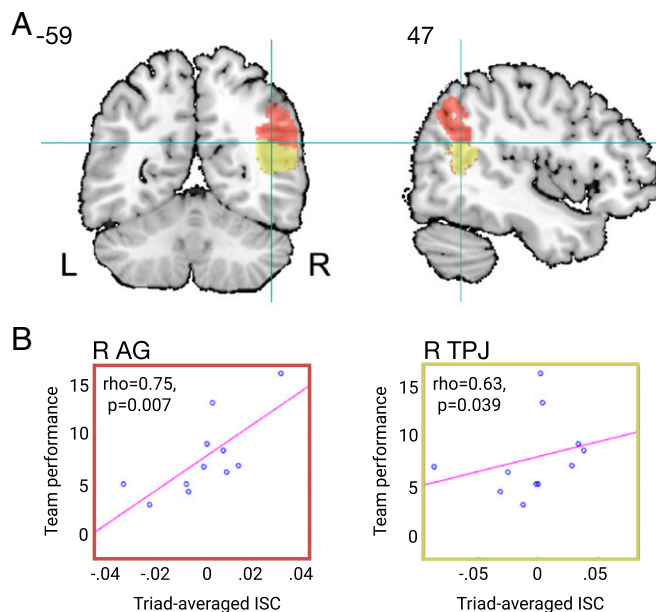 A
-59
47
L
R
B
R AG
rho=0.75,
p=0.007
Team performance
15
10
5
0
-.04
-.02
0
.02
.04
Triad-averaged ISC
R TPJ
rho=0.63,
p=0.039
Team performance
15
10
5
0
-.05
0
.05
Triad-averaged ISC